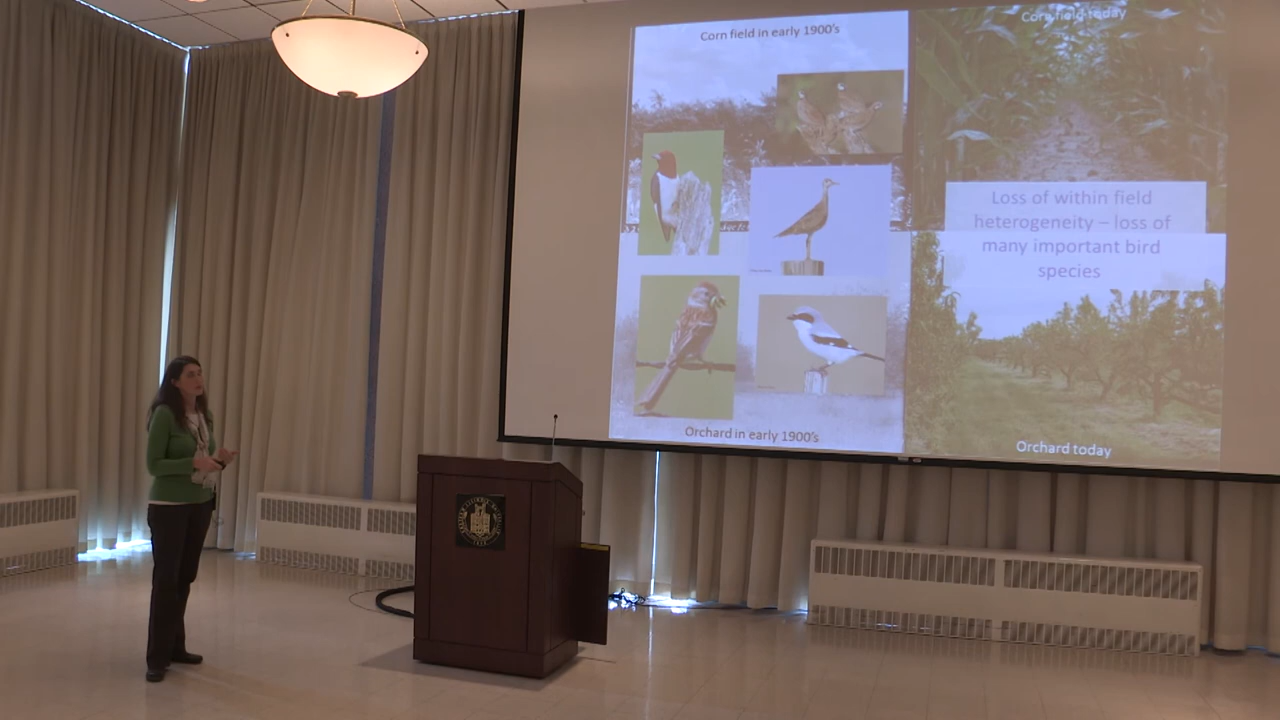 Corn field in early 1900's
Corn field today
Loss of within field
heterogeneity – loss of
many important bird
species
Orchard in early 1900's
Orchard today